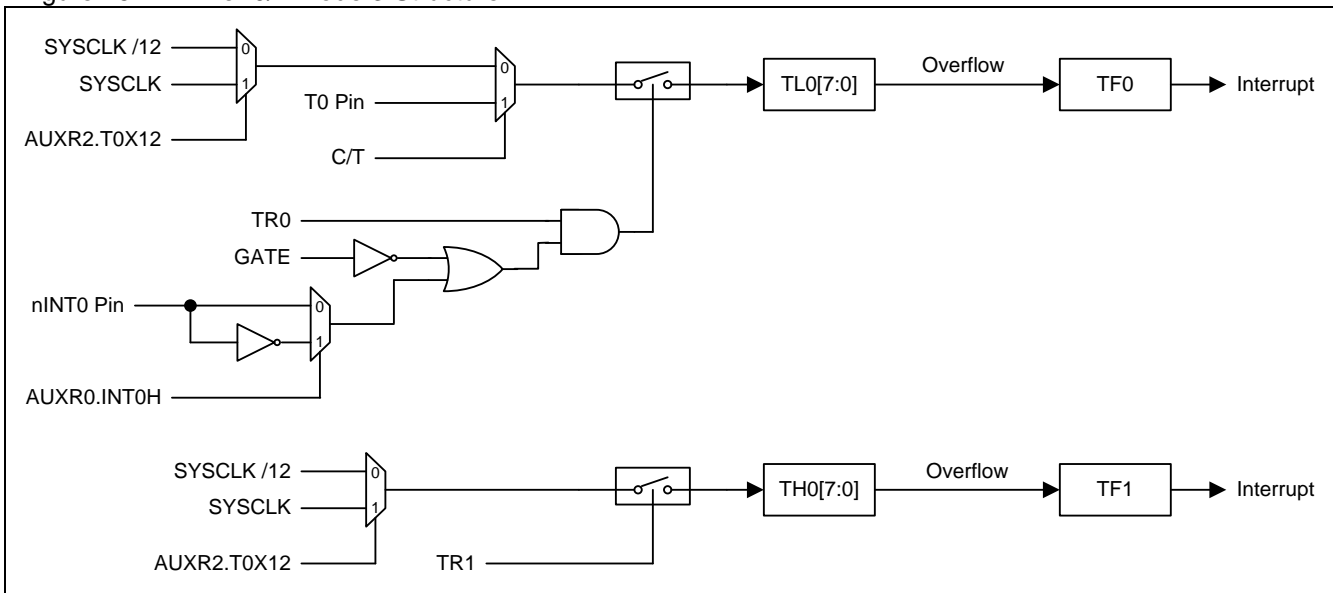 SYSCLK /12
0
SYSCLK
1
AUXR2.T0X12
T0 Pin
0
1
C/T
TL0[7:0]
Overflow
TF0
Interrupt
TR0
GATE
nINT0 Pin
0
1
AUXR0.INT0H
SYSCLK /12
0
SYSCLK
1
AUXR2.T0X12
TR1
TH0[7:0]
Overflow
TF1
Interrupt